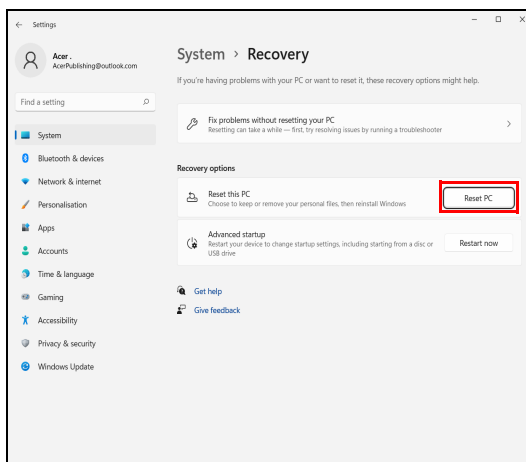 Settings
Acer .
AcerPublishing@outlook.com
Find a setting
System
Bluetooth & devices
Network & internet
Personalisation
Apps
Accounts
Time & language
Gaming
Accessibility
Privacy & security
Windows Update
System > Recovery
If you're having problems with your PC or want to reset it, these recovery options might help.
Fix problems without resetting your PC
Resetting can take a while — first, try resolving issues by running a troubleshooter
Recovery options
Reset this PC
Choose to keep or remove your personal files, then reinstall Windows
Reset PC
Advanced startup
Restart your device to change startup settings, including starting from a disc or
USB drive
Restart now
Get help
Give feedback